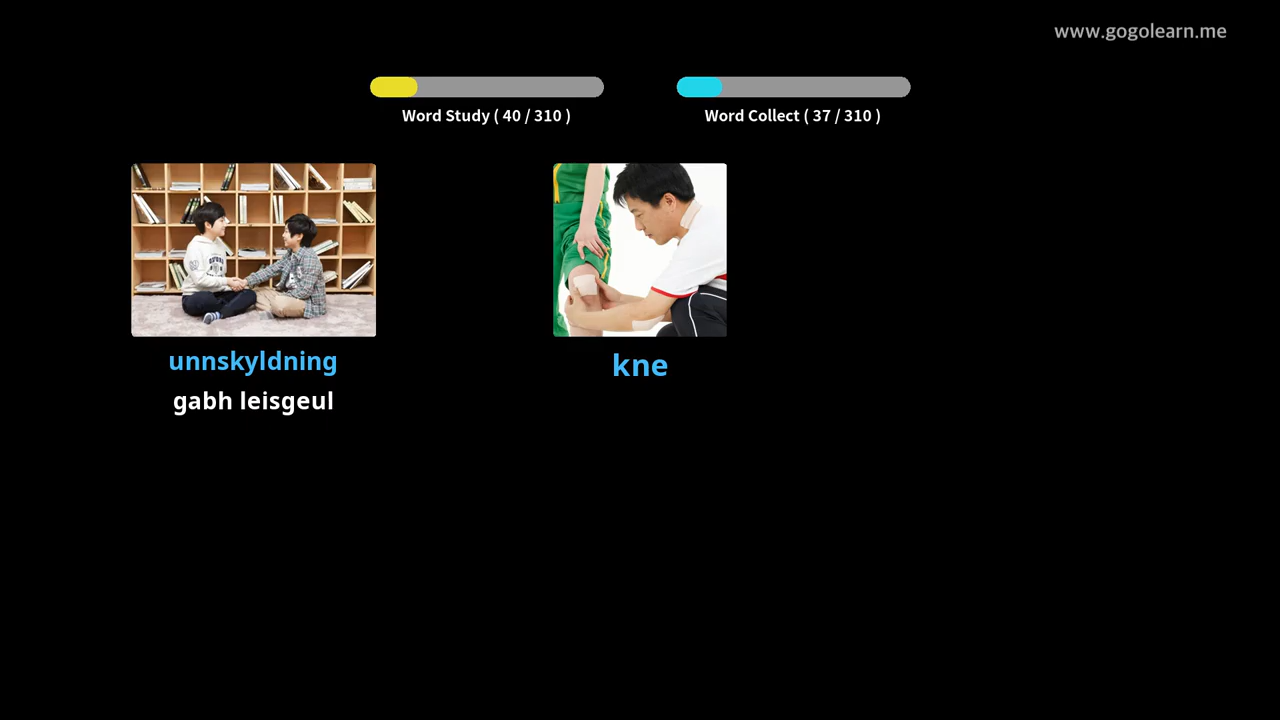 www.gogolearn.me
Word Study ( 40 / 310 )
Word Collect ( 37 / 310 )
unnskyldning
gabh leisgeul
kne